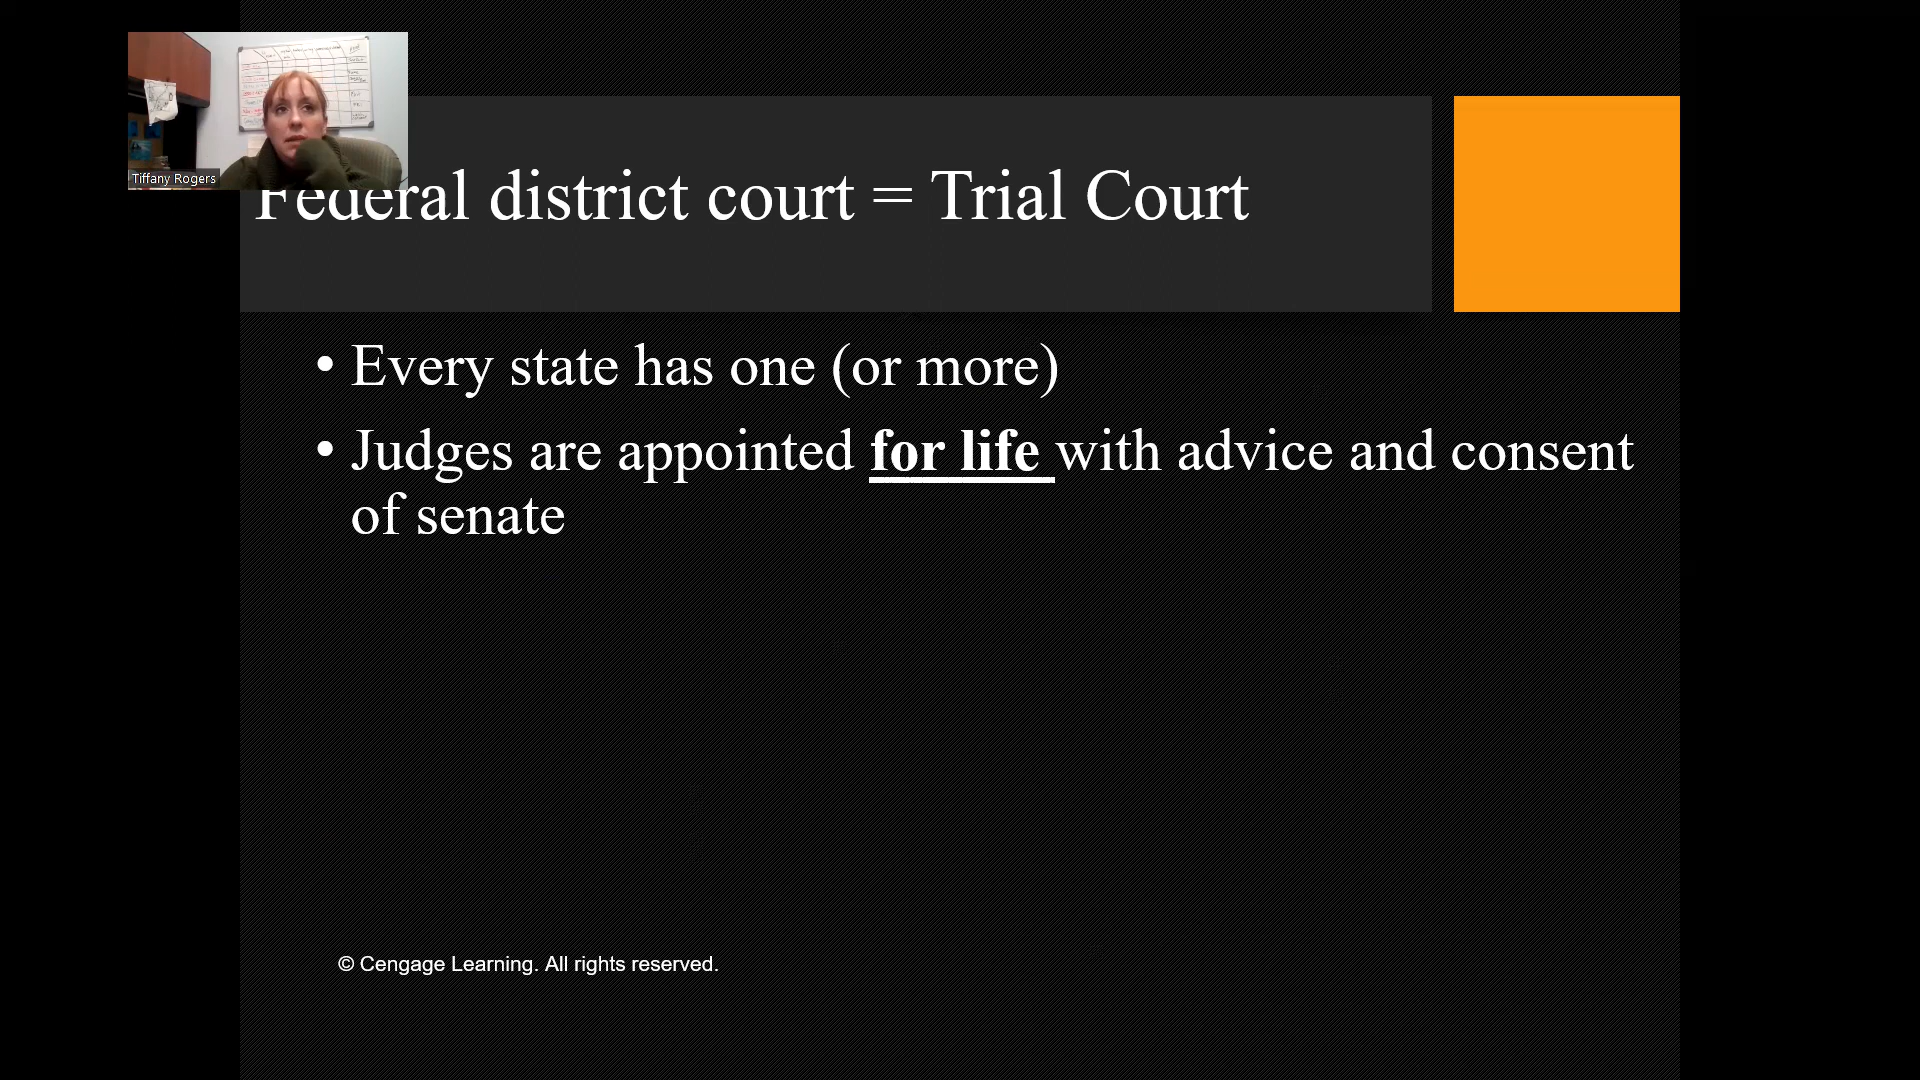 Tiffany Rogers
Federal district court = Trial Court
• Every state has one (or more)
• Judges are appointed for life with advice and consent
of senate
© Cengage Learning. All rights reserved.